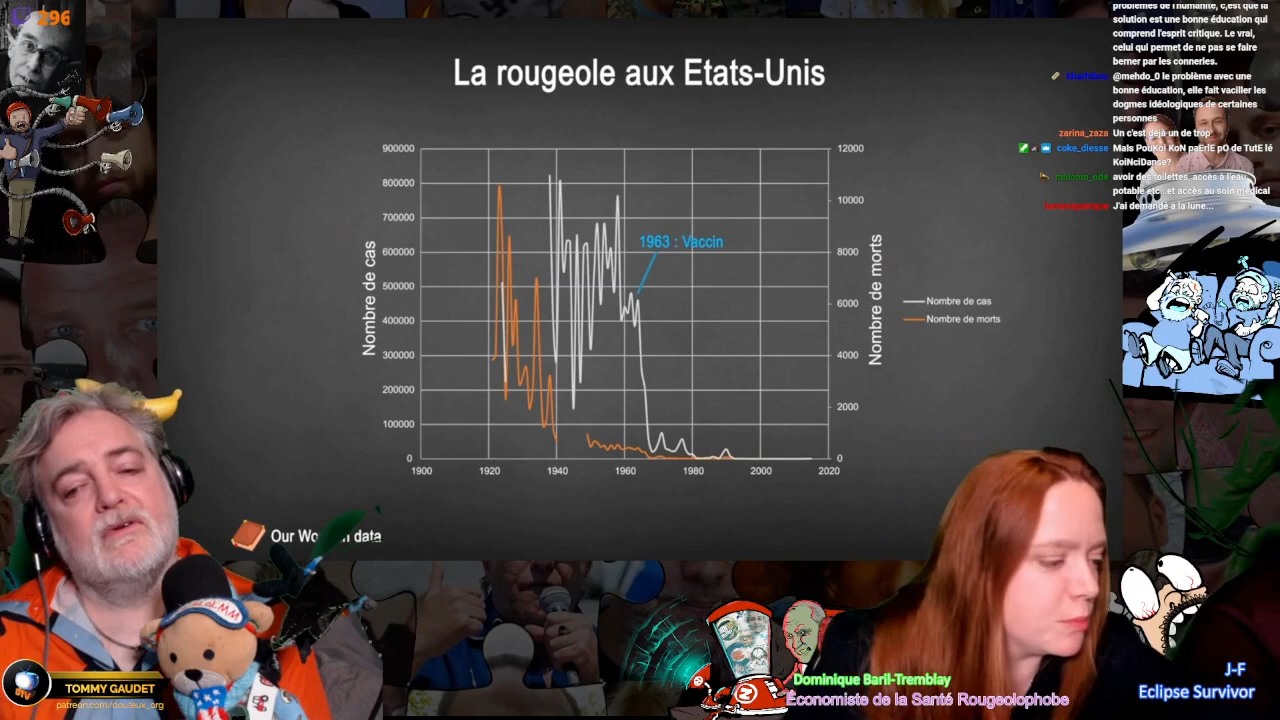 296
La rougeole aux Etats-Unis
900000
800000
700000
600000
500000
400000
300000
200000
100000
0
Nombre de cas
12000
10000
8000
6000
4000
2000
0
Nombre de morts
1963 : Vaccin
Nombre de cas
Nombre de morts
1900
1920
1940
1960
1980
2000
2020
Our data
problèmes de l'humanité, c,est que la
solution est une bonne éducation qui
comprend l'esprit critique. Le vrai,
celui qui permet de ne pas se faire
berner par les conneries.
@mehdo_0 le problème avec une
bonne éducation, elle fait vaciller les
dogmes idéologiques de certaines
personnes
zarina_zaza Un c'est déjà un de trop
coke_diesse Mais PouKoi KoN paErlE pO de TutE lé
KoiNciDanse?
malcom_ode avoir des toilettes, accès à l'eau
potable etc...et accès au soin médical
J'ai demandé a la lune...
DTV
TOMMY GAUDET
patreon.com/douteux_org
Dominique Baril-Tremblay
Économiste de la Santé Rougeolophobe
J-F
Eclipse Survivor